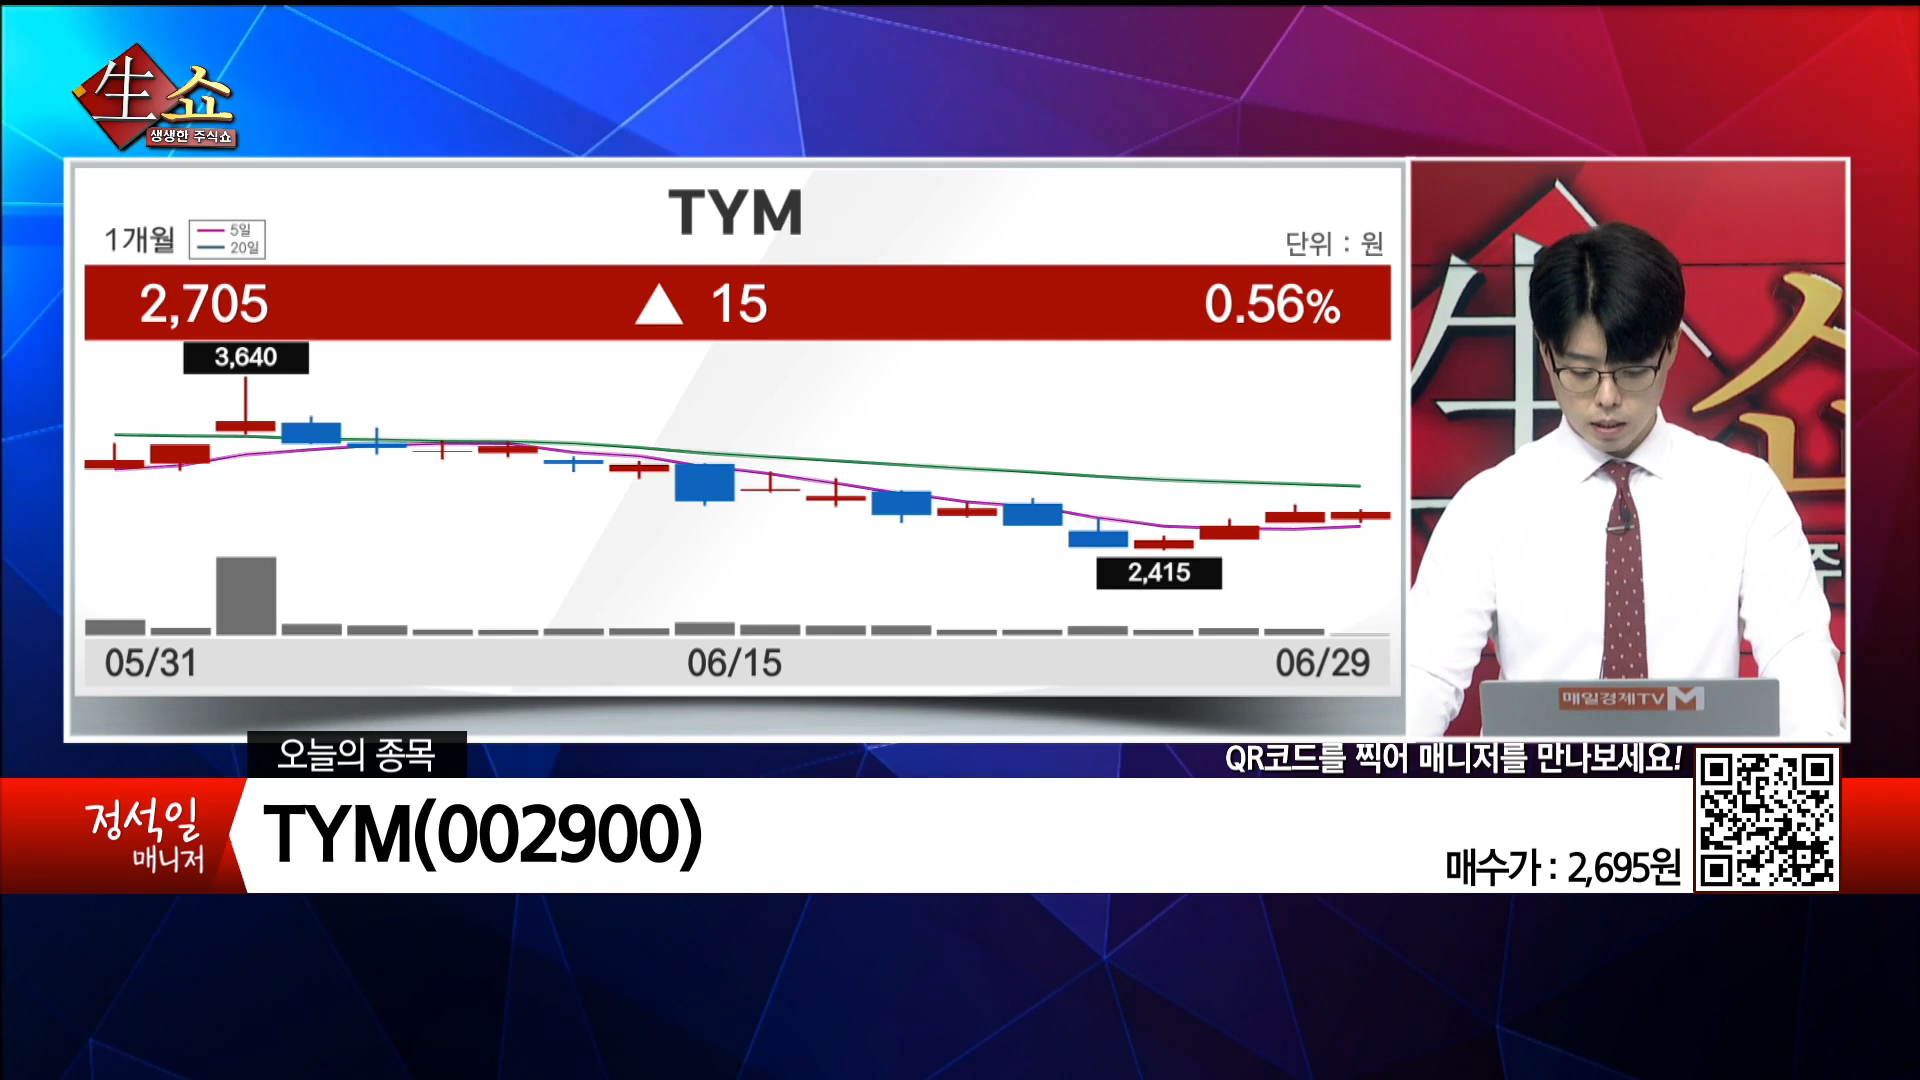 生쇼
생생한 주식쇼
TYM
1개월
5일
20일
단위 : 원
2,705 ▲ 15 0.56%
3,640
2,415
05/31 06/15 06/29
生쇼
주
매일경제TV M
오늘의 종목
QR코드를 찍어 매니저를 만나보세요!
정석일
매니저
TYM(002900)
매수가 : 2,695원